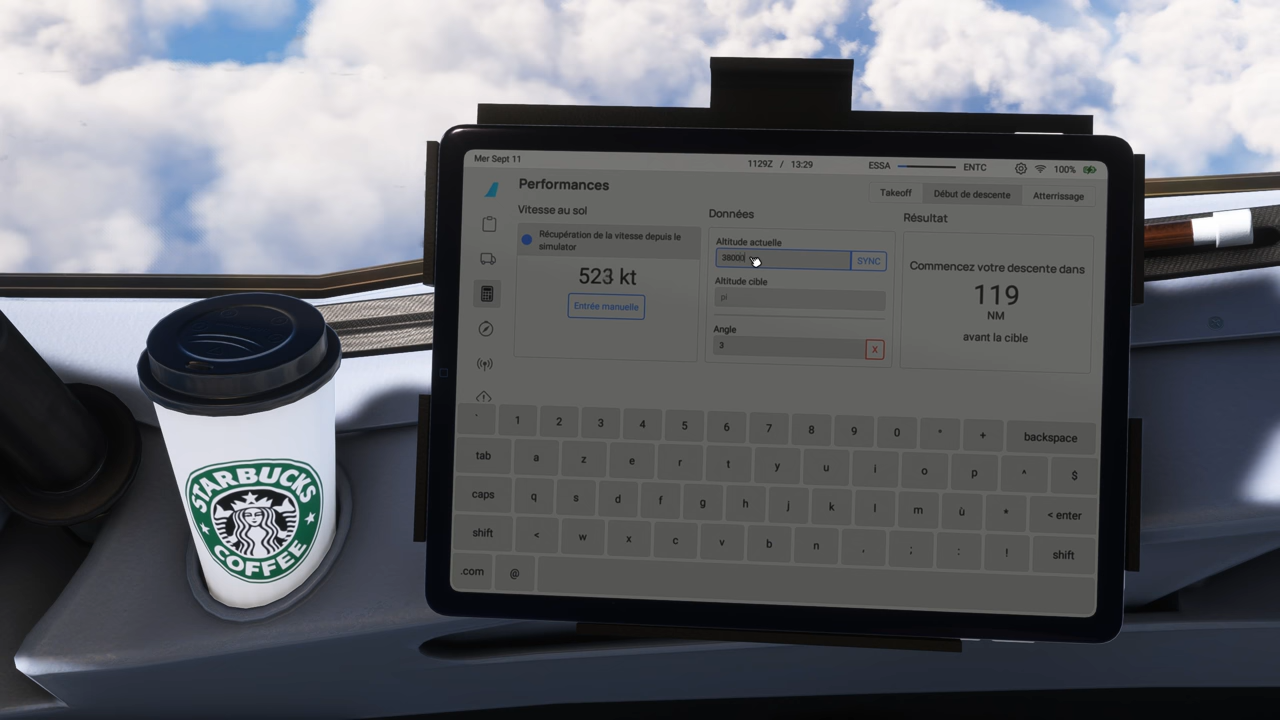 Mer Sept 11
1129Z / 13:29
ESSA
ENTC
100%
Performances
Takeoff
Début de descente
Atterrissage
Vitesse au sol
Récupération de la vitesse depuis le
simulator
523 kt
Entrée manuelle
Données
Altitude actuelle
38000
SYNC
Altitude cible
pi
Angle
3
X
Résultat
Commencez votre descente dans
119
NM
avant la cible
` 1 2 3 4 5 6 7 8 9 0 ° + backspace
tab a z e r t y u i o p ^ $
caps q s d f g h j k l m ù * < enter
shift < w x c v b n , ; : ! shift
.com @
STARBUCKS
COFFEE